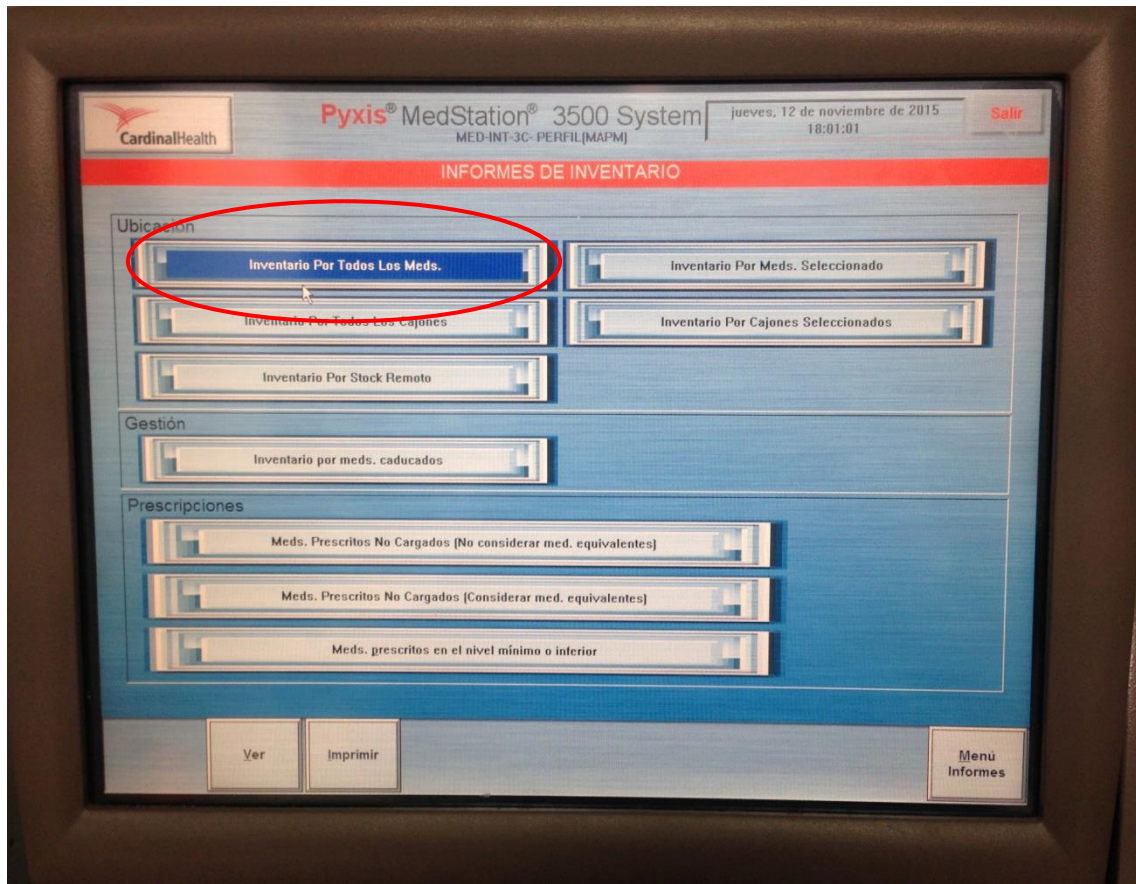 CardinalHealth
Pyxis® MedStation® 3500 System
MED-INT-3C- PERFIL(MAPM)
jueves, 12 de noviembre de 2015
18:01:01
Salir
INFORMES DE INVENTARIO
Ubicación
Inventario Por Todos Los Meds.
Inventario Por Meds. Seleccionado
Inventario Por Todos Los Cajones
Inventario Por Cajones Seleccionados
Inventario Por Stock Remoto
Gestión
Inventario por meds. caducados
Prescripciones
Meds. Prescritos No Cargados (No considerar med. equivalentes)
Meds. Prescritos No Cargados (Considerar med. equivalentes)
Meds. prescritos en el nivel mínimo o inferior
Ver
Imprimir
Menú
Informes